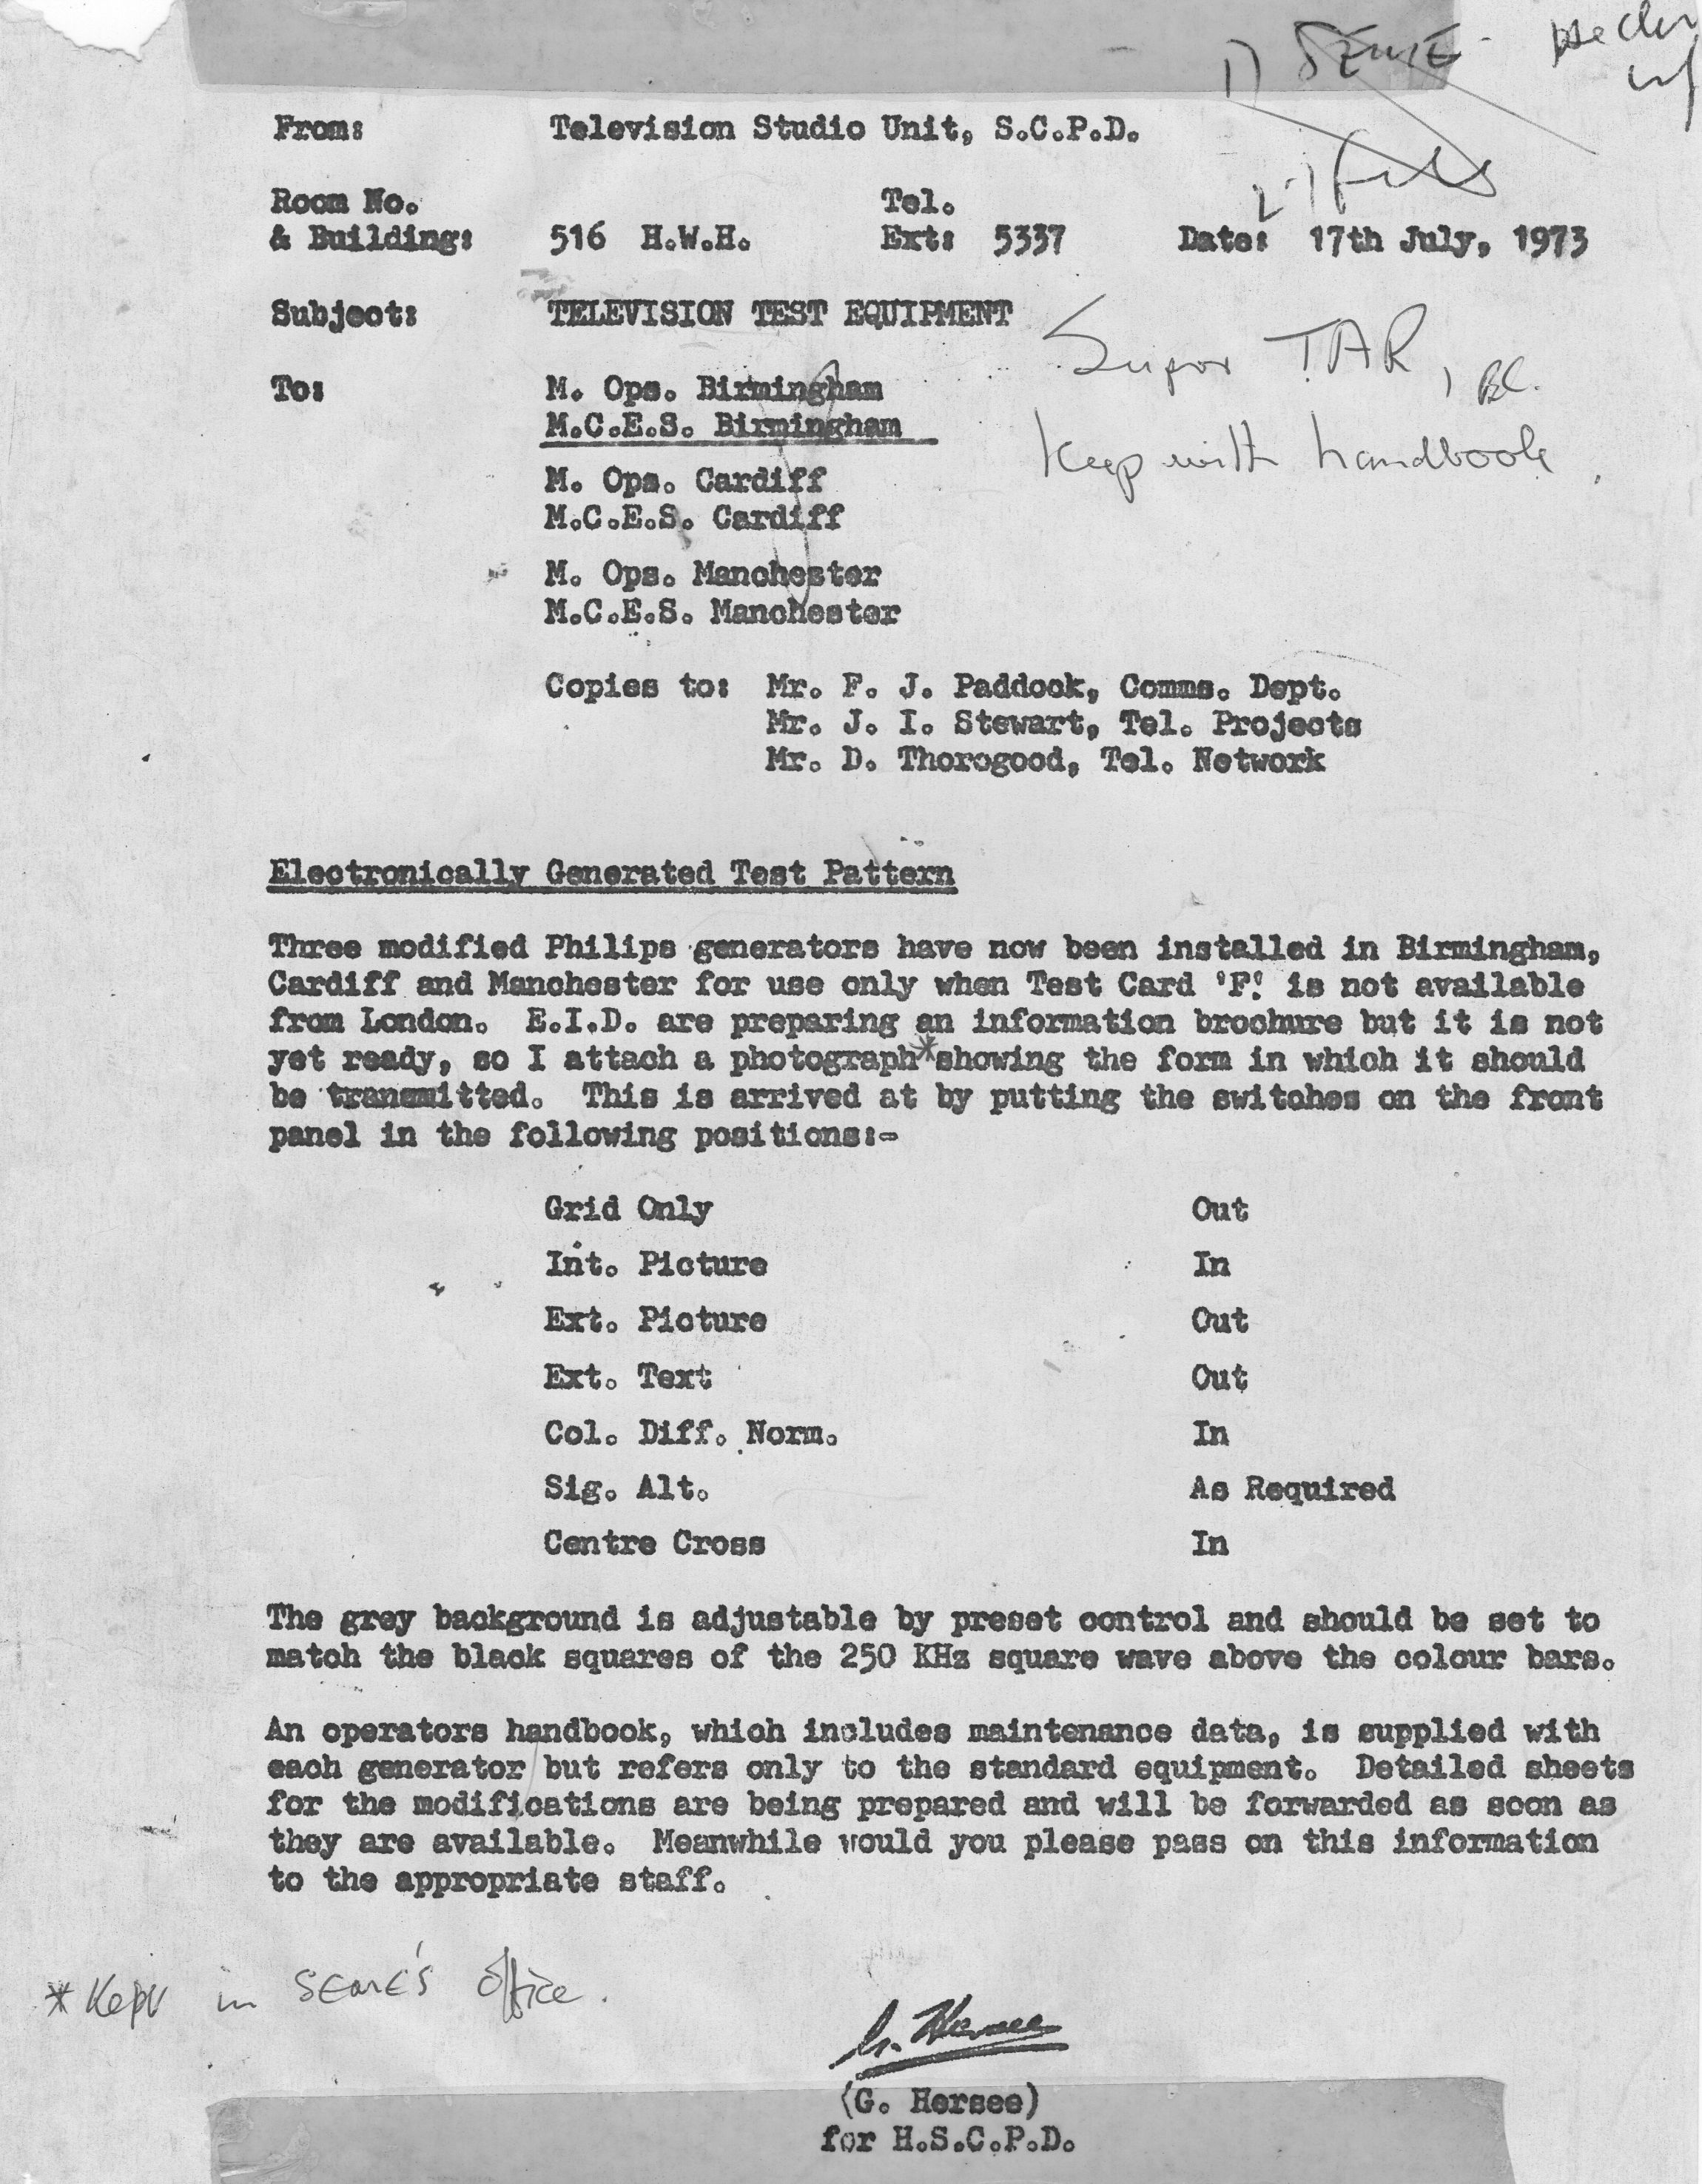 1)
From: Television Studio Unit, S.C.P.D.
2) Files
Room No. Tel.
& Building: 516 H.W.H. Ext: 5337 Date: 17th July, 1973
Subject: TELEVISION TEST EQUIPMENT
Supor TAR, BC.
To: M. Ops. Birmingham
M.C.E.S. Birmingham
Keep with handbook.
M. Ops. Cardiff
M.C.E.S. Cardiff
M. Ops. Manchester
M.C.E.S. Manchester
Copies to: Mr. F. J. Paddock, Comms. Dept.
Mr. J. I. Stewart, Tel. Projects
Mr. D. Thorogood, Tel. Network
Electronically Generated Test Pattern
Three modified Philips generators have now been installed in Birmingham,
Cardiff and Manchester for use only when Test Card 'F' is not available
from London. E.I.D. are preparing an information brochure but it is not
yet ready, so I attach a photograph* showing the form in which it should
be transmitted. This is arrived at by putting the switches on the front
panel in the following positions:-
Grid Only Out
Int. Picture In
Ext. Picture Out
Ext. Text Out
Col. Diff. Norm. In
Sig. Alt. As Required
Centre Cross In
The grey background is adjustable by preset control and should be set to
match the black squares of the 250 KHz square wave above the colour bars.
An operators handbook, which includes maintenance data, is supplied with
each generator but refers only to the standard equipment. Detailed sheets
for the modifications are being prepared and will be forwarded as soon as
they are available. Meanwhile would you please pass on this information
to the appropriate staff.
* Kept in office.
G. Hersee
(G. Hersee)
for H.S.C.P.D.